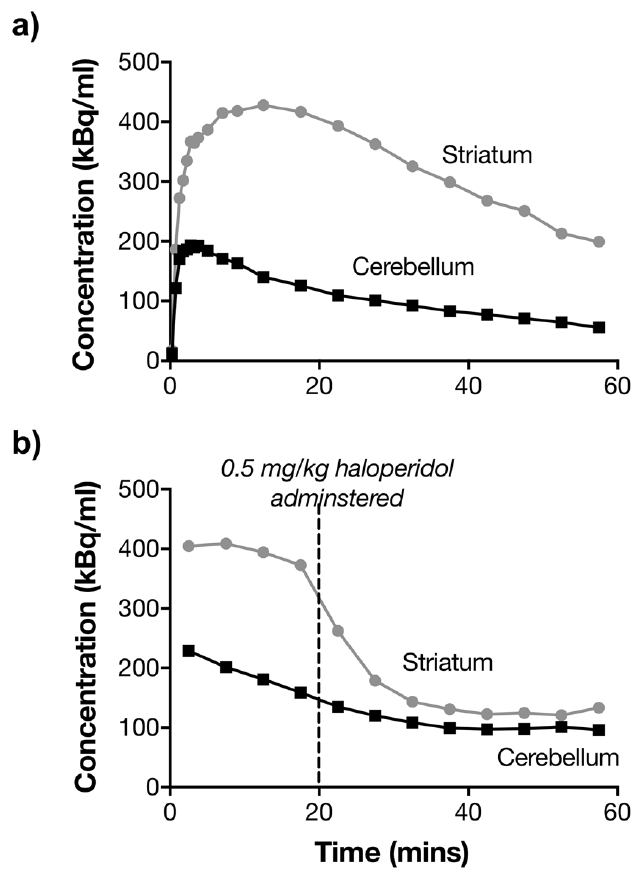 a)
Concentration (kBq/ml)
500
400
300
200
100
0
Striatum
Cerebellum
0
20
40
60
b)
Concentration (kBq/ml)
500
400
300
200
100
0
0.5 mg/kg haloperidol
adminstered
Striatum
Cerebellum
0
20
40
60
Time (mins)